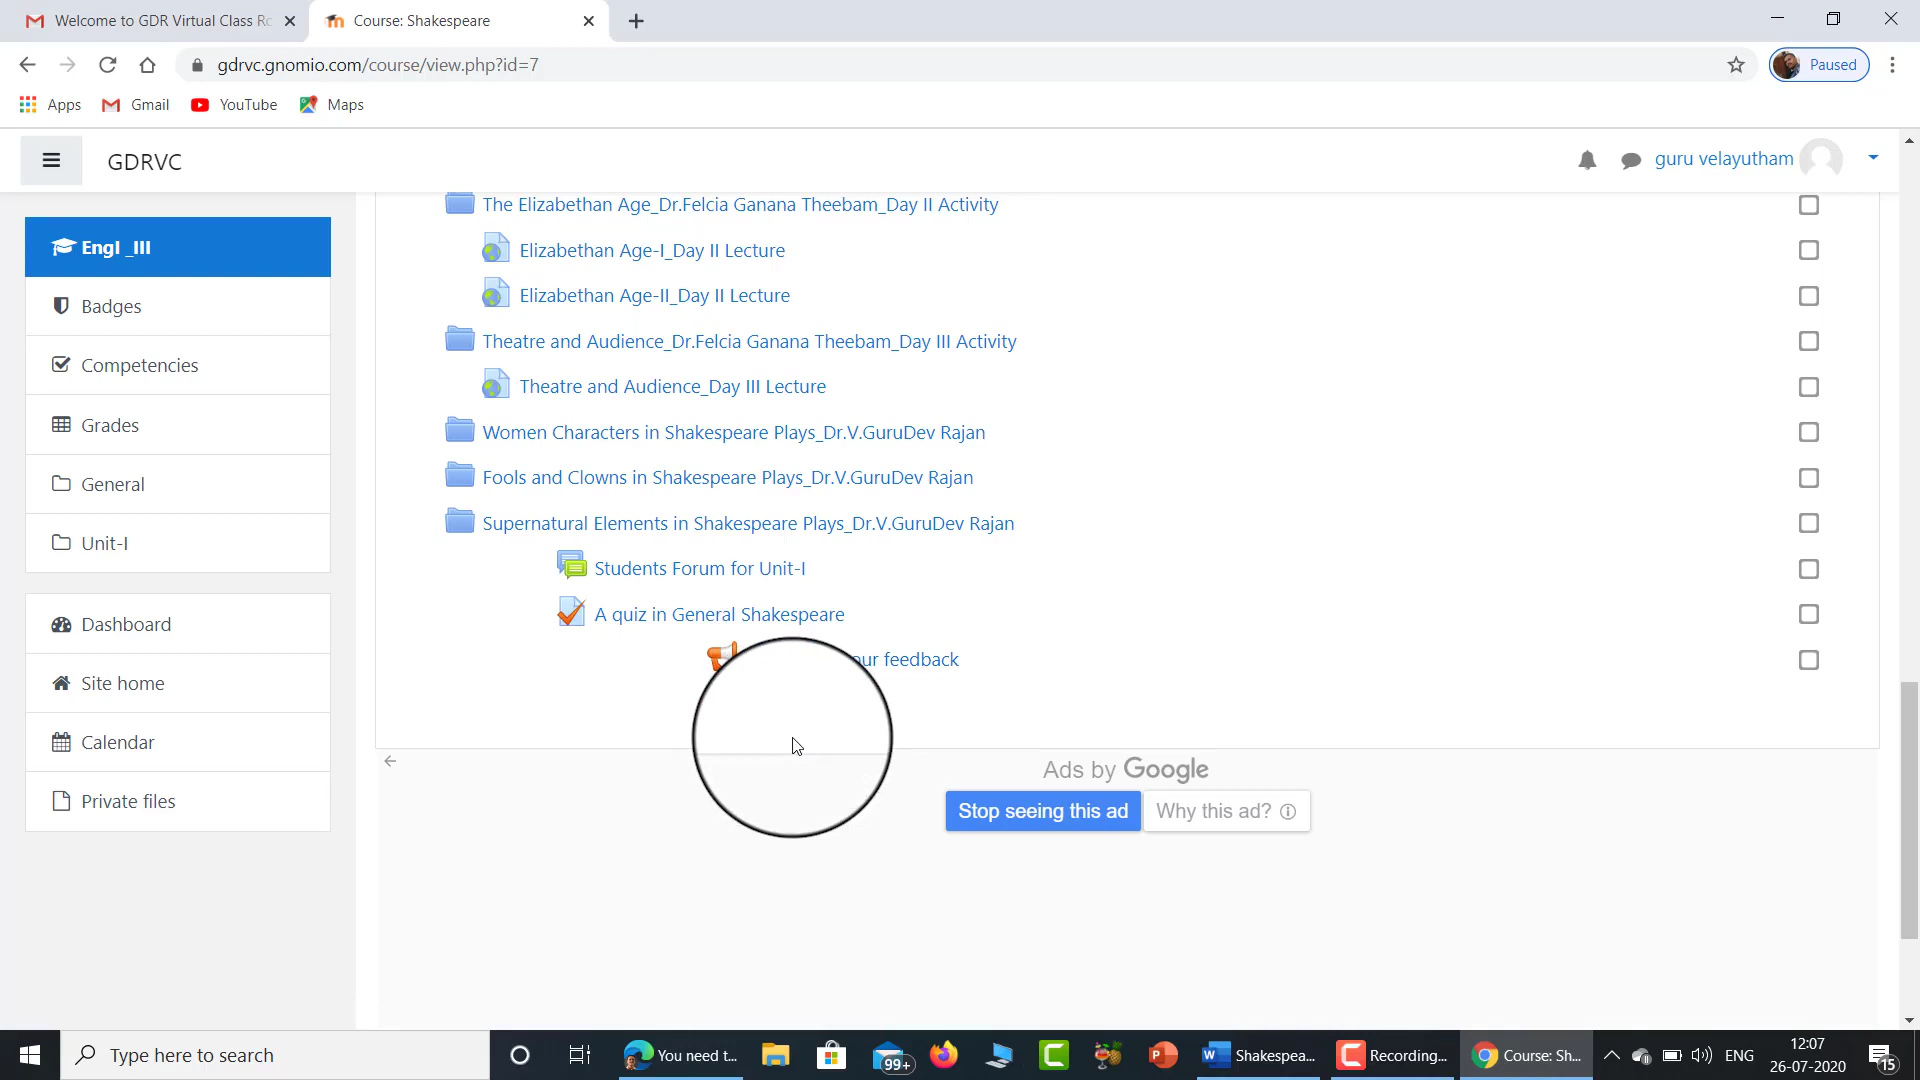 Welcome to GDR Virtual Class Ro
Course: Shakespeare
gdrvc.gnomio.com/course/view.php?id=7
Paused
Apps
Gmail
YouTube
Maps
GDRVC
guru velayutham
Engl _III
Badges
Competencies
Grades
General
Unit-I
Dashboard
Site home
Calendar
Private files
The Elizabethan Age_Dr.Felcia Ganana Theebam_Day II Activity
Elizabethan Age-I_Day II Lecture
Elizabethan Age-II_Day II Lecture
Theatre and Audience_Dr.Felcia Ganana Theebam_Day III Activity
Theatre and Audience_Day III Lecture
Women Characters in Shakespeare Plays_Dr.V.GuruDev Rajan
Fools and Clowns in Shakespeare Plays_Dr.V.GuruDev Rajan
Supernatural Elements in Shakespeare Plays_Dr.V.GuruDev Rajan
Students Forum for Unit-I
A quiz in General Shakespeare
our feedback
Ads by Google
Stop seeing this ad
Why this ad?
Type here to search
You need t...
99+
Shakespea...
Recording...
Course: Sh...
ENG
12:07
26-07-2020
15